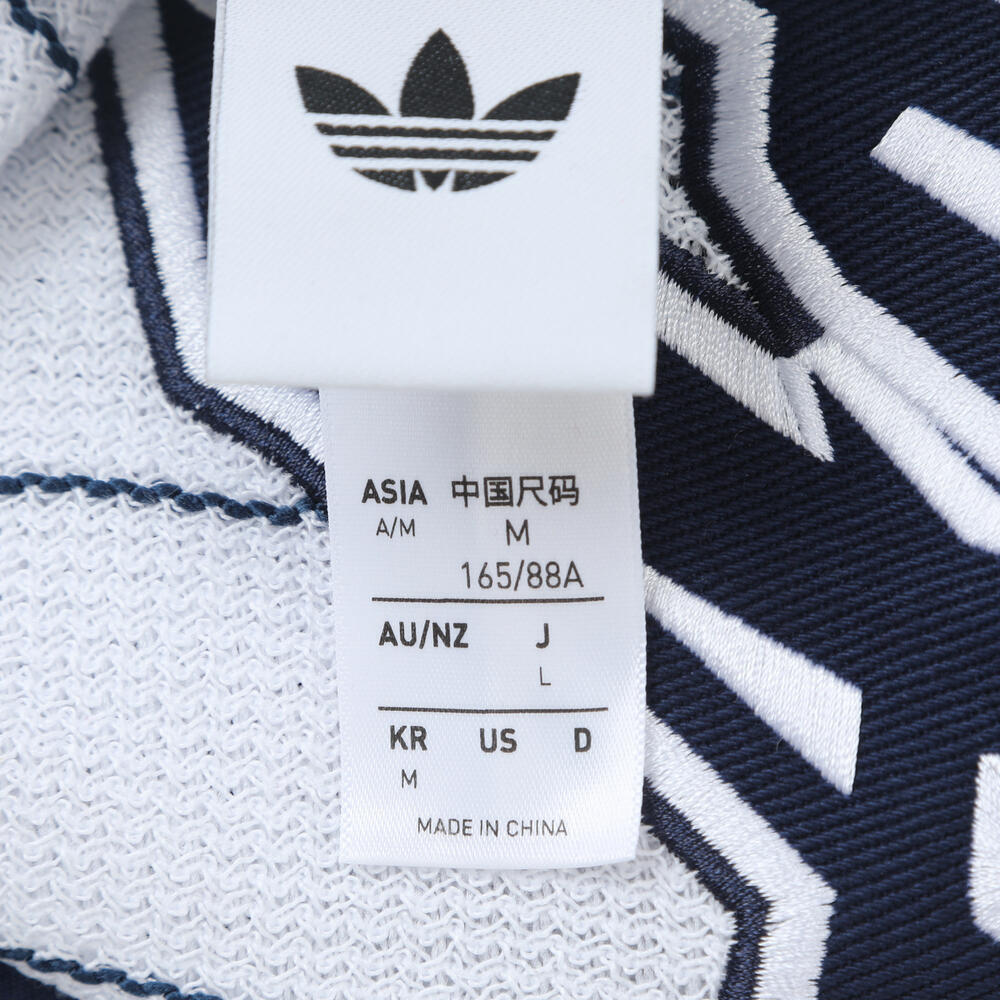 ASIA 中国尺码
A/M M
165/88A
AU/NZ J
L
KR US D
M
MADE IN CHINA